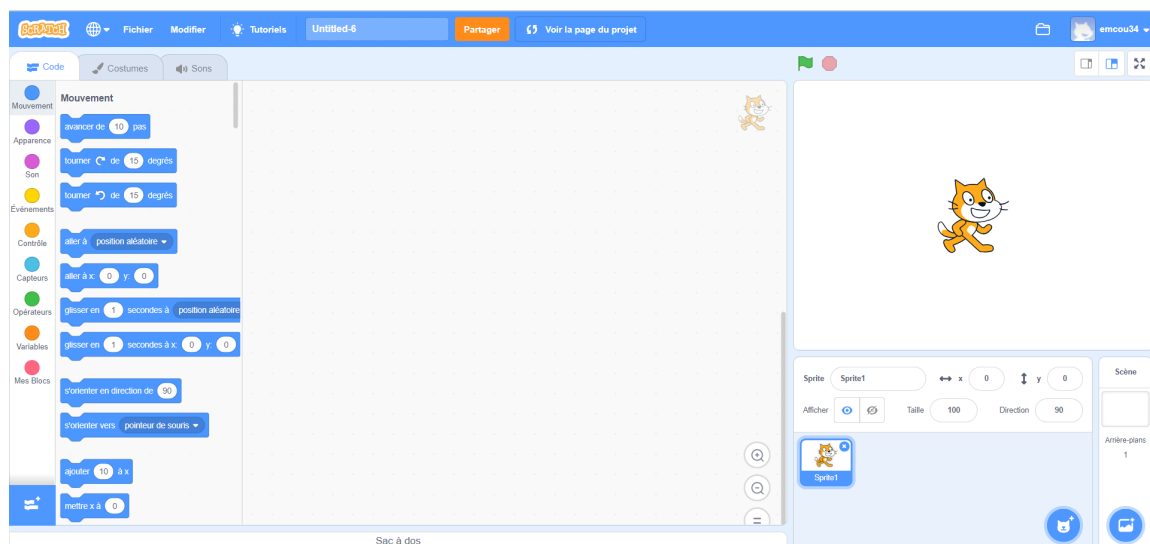 SCRATCH Fichier Modifier Tutoriels Untitled-6 Partager Voir la page du projet emcou34
Code Costumes Sons
Mouvement
Apparence
Son
Événements
Contrôle
Capteurs
Opérateurs
Variables
Mes Blocs
Mouvement
avancer de 10 pas
tourner de 15 degrés
tourner de 15 degrés
aller à position aléatoire
aller à x: 0 y: 0
glisser en 1 secondes à position aléatoire
glisser en 1 secondes à x: 0 y: 0
s'orienter en direction de 90
s'orienter vers pointeur de souris
ajouter 10 à x
mettre x à 0
Sac à dos
Sprite Sprite1 x 0 y 0
Afficher Taille 100 Direction 90
Sprite1
Scène
Arrière-plans
1